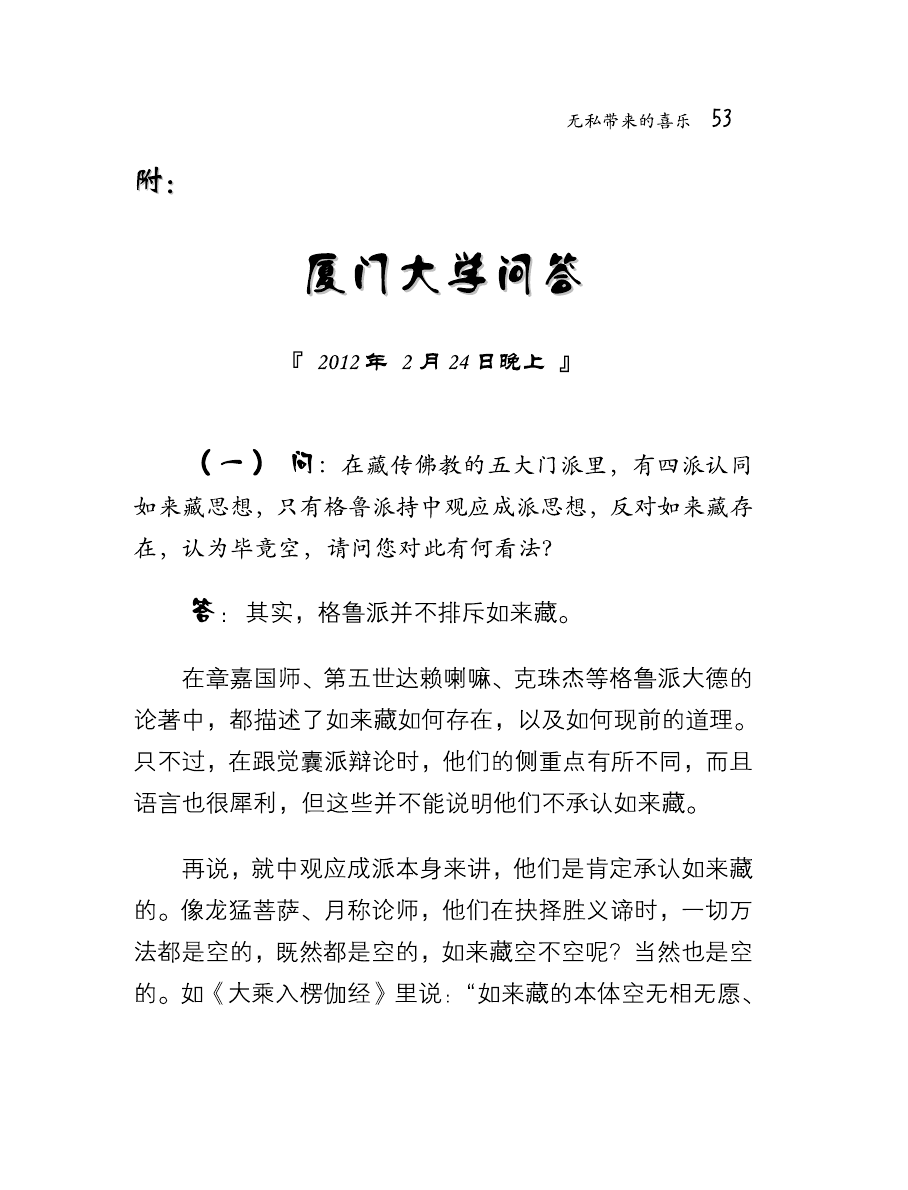 无私带来的喜乐 53
附：
厦门大学问答
『 2012年 2月24日晚上 』
（一） 问：在藏传佛教的五大门派里，有四派认同
如来藏思想，只有格鲁派持中观应成派思想，反对如来藏存
在，认为毕竟空，请问您对此有何看法？
答： 其实，格鲁派并不排斥如来藏。
在章嘉国师、第五世达赖喇嘛、克珠杰等格鲁派大德的
论著中，都描述了如来藏如何存在，以及如何现前的道理。
只不过，在跟觉囊派辩论时，他们的侧重点有所不同，而且
语言也很犀利，但这些并不能说明他们不承认如来藏。
再说，就中观应成派本身来讲，他们是肯定承认如来藏
的。像龙猛菩萨、月称论师，他们在抉择胜义谛时，一切万
法都是空的，既然都是空的，如来藏空不空呢？当然也是空
的。如《大乘入楞伽经》里说：“如来藏的本体空无相无愿、